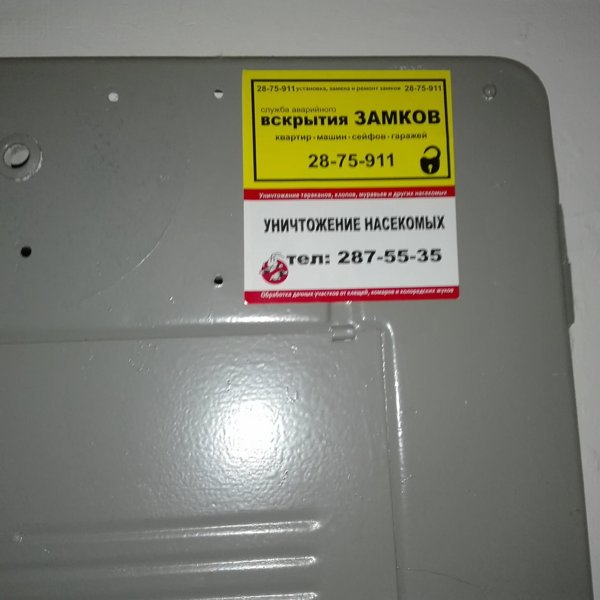 28-75-911 установка, замена и ремонт замков 28-75-911
служба аварийного
вскрытия ЗАМКОВ
квартир - машин - сейфов - гаражей
28-75-911
Уничтожение тараканов, клопов, муравьев и других насекомых
УНИЧТОЖЕНИЕ НАСЕКОМЫХ
тел: 287-55-35
Обработка дачных участков от клещей, комаров и колорадских жуков